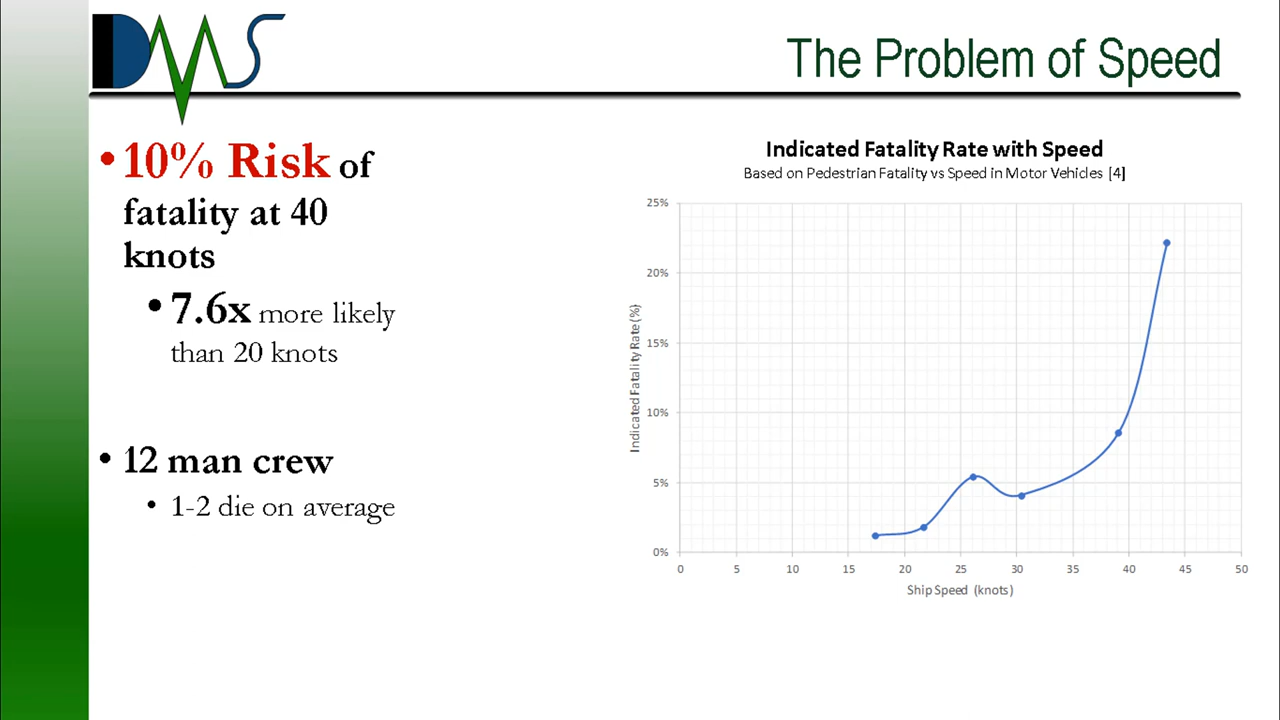 DMS
The Problem of Speed
•10% Risk of
fatality at 40
knots
•7.6x more likely
than 20 knots
• 12 man crew
• 1-2 die on average
Indicated Fatality Rate with Speed
Based on Pedestrian Fatality vs Speed in Motor Vehicles [4]
Indicated Fatality Rate (%)
25%
20%
15%
10%
5%
0%
0 5 10 15 20 25 30 35 40 45 50
Ship Speed (knots)